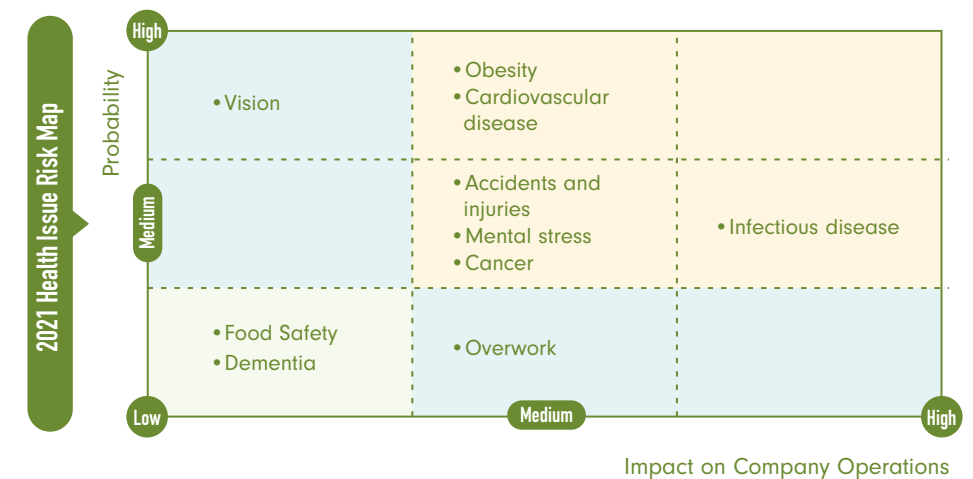 2021 Health Issue Risk Map
High
Probability
• Vision
• Obesity
• Cardiovascular
disease
Medium
• Accidents and
injuries
• Mental stress
• Cancer
• Infectious disease
• Food Safety
• Dementia
• Overwork
Low
Medium
High
Impact on Company Operations